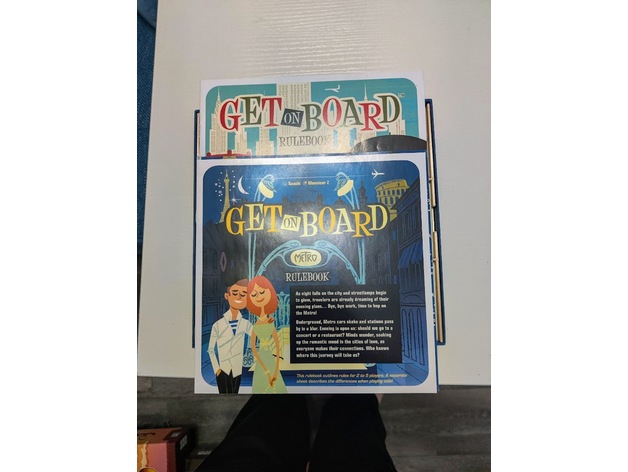 GET ON BOARD
RULEBOOK
GET ON BOARD
METRO
RULEBOOK
As night falls on the city and streetlamps begin
to glow, travelers are already dreaming of their
evening plans... Bye, bye work, time to hop on
the Metro!
Underground, Metro cars shake and stations pass
by in a blur. Evening is upon us: should we go to a
concert or a restaurant? Minds wander, soaking
up the romantic mood in the cities of love, as
everyone makes their connections. Who knows
where this journey will take us?
This rulebook outlines rules for 2 to 5 players. A separate
sheet describes the differences when playing solo!